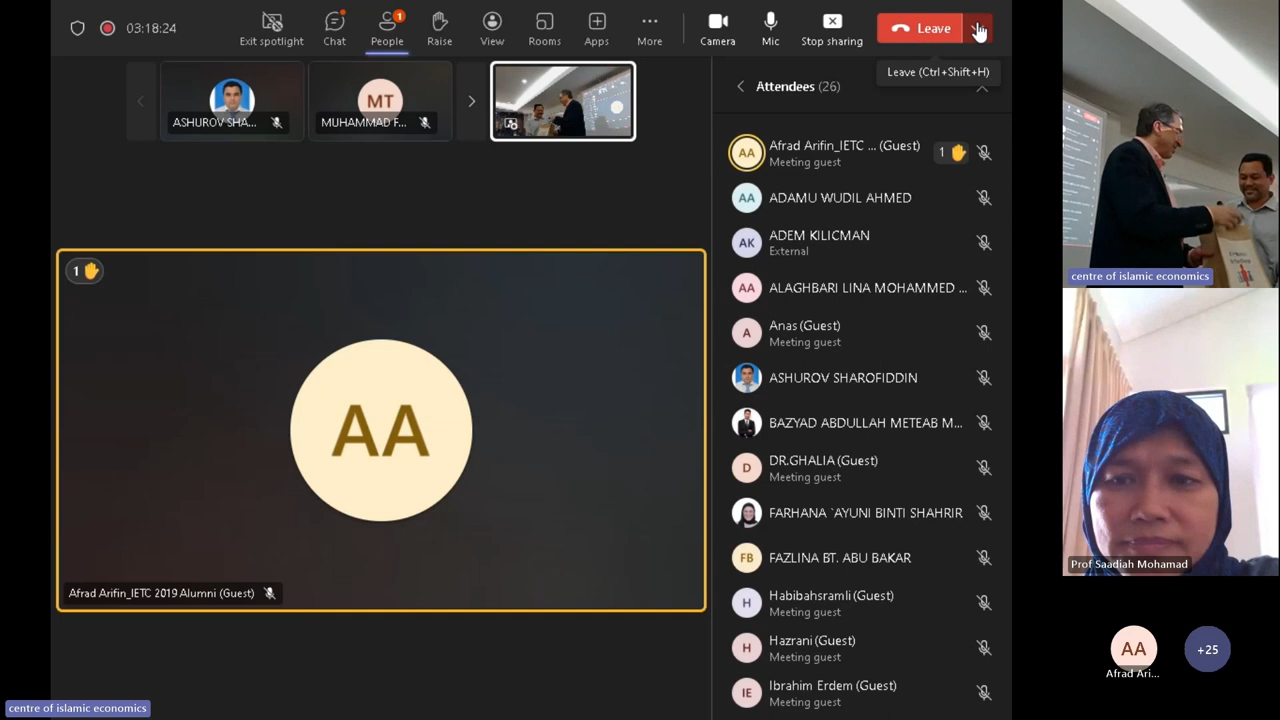 03:18:24
Exit spotlight
Chat
1
People
Raise
View
Rooms
Apps
More
Camera
Mic
Stop sharing
Leave
Leave (Ctrl+Shift+H)
ASHUROV SHA...
MT
MUHAMMAD F...
Attendees (26)
1
AA
Afrad Arifin_IETC 2019 Alumni (Guest)
AA
Afrad Arifin_IETC ... (Guest)
Meeting guest
1
AA
ADAMU WUDIL AHMED
AK
ADEM KILICMAN
External
AA
ALAGHBARI LINA MOHAMMED ...
A
Anas (Guest)
Meeting guest
ASHUROV SHAROFIDDIN
BAZYAD ABDULLAH METEAB M...
D
DR.GHALIA (Guest)
Meeting guest
FARHANA `AYUNI BINTI SHAHRIR
FB
FAZLINA BT. ABU BAKAR
H
Habibahsramli (Guest)
Meeting guest
H
Hazrani (Guest)
Meeting guest
IE
Ibrahim Erdem (Guest)
Meeting guest
centre of islamic economics
centre of islamic economics
Prof Saadiah Mohamad
AA
Afrad Ari...
+25